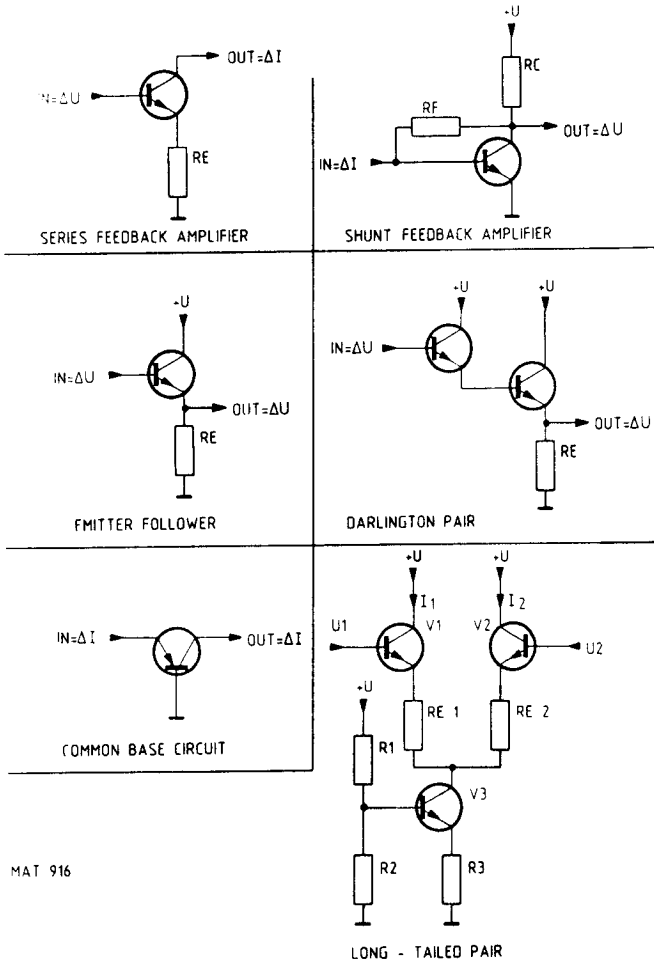 OUT=ΔI
IN=ΔU
RE
SERIES FEEDBACK AMPLIFIER
+U
RC
RF
OUT=ΔU
IN=ΔI
SHUNT FEEDBACK AMPLIFIER
+U
IN=ΔU
OUT=ΔU
RE
EMITTER FOLLOWER
+U +U
IN=ΔU
OUT=ΔU
RE
DARLINGTON PAIR
IN=ΔI OUT=ΔI
COMMON BASE CIRCUIT
+U +U
I1 I2
U1 V1 V2 U2
+U
RE 1 RE 2
R1
V3
R2 R3
LONG - TAILED PAIR
MAT 916